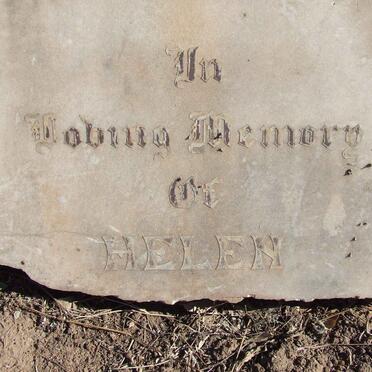 In
Loving Memory
Of
HELEN